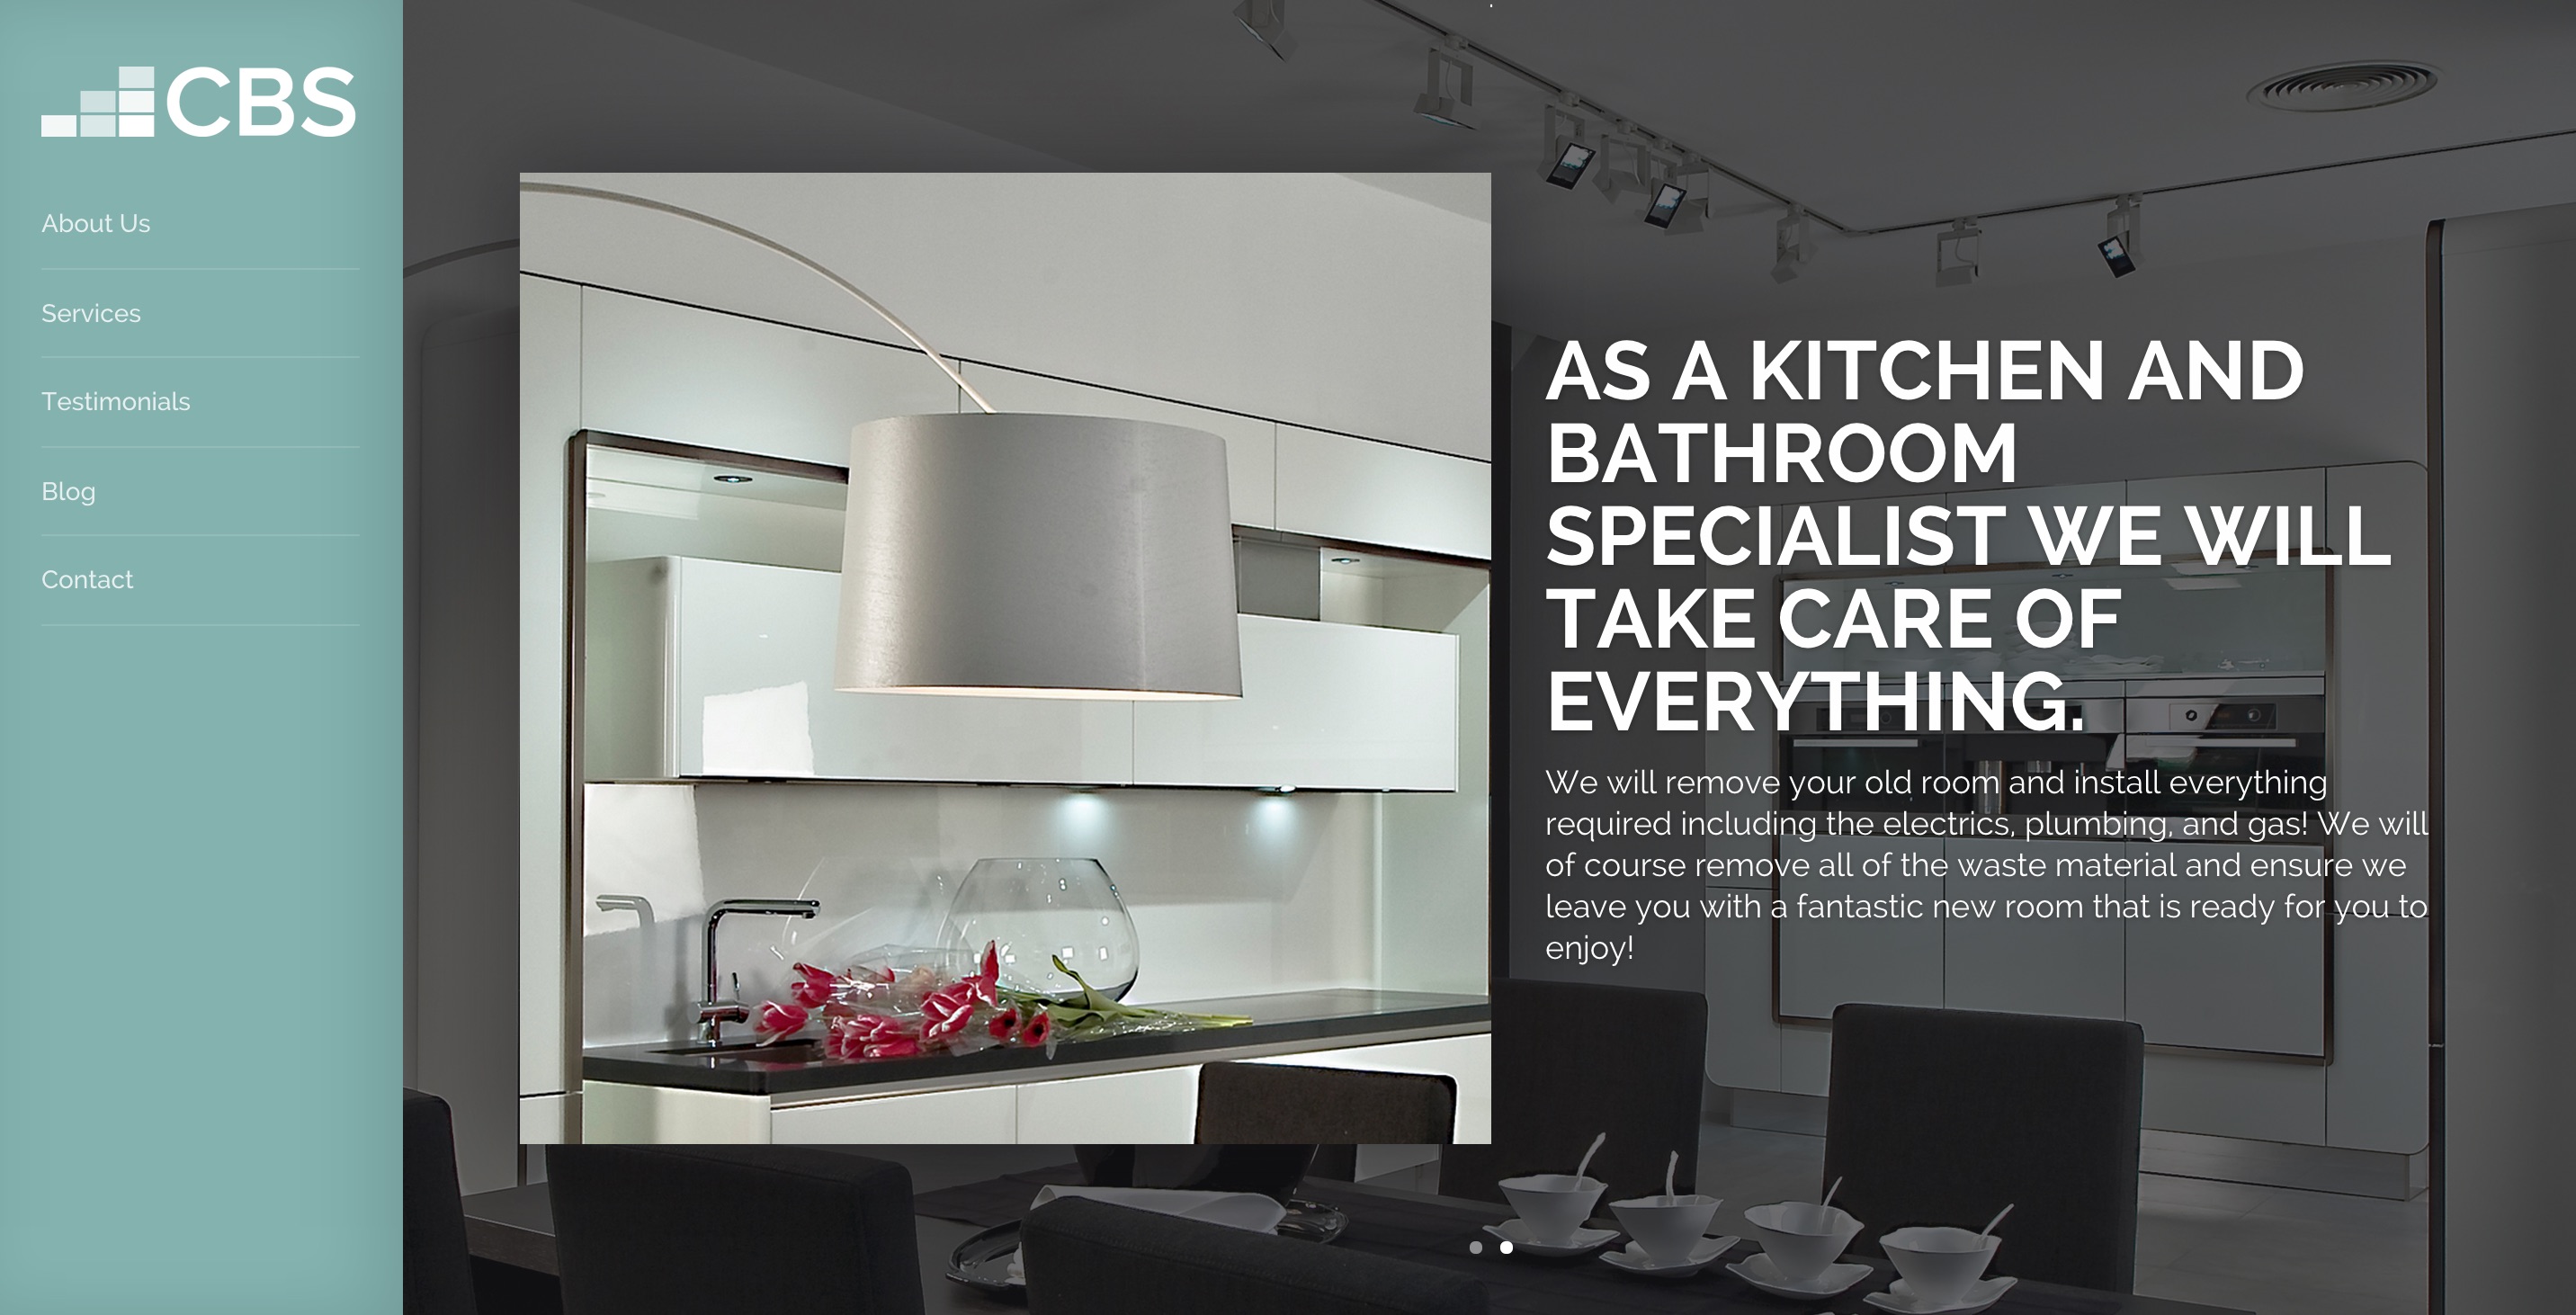 CBS
About Us
Services
Testimonials
Blog
Contact
AS A KITCHEN AND
BATHROOM
SPECIALIST WE WILL
TAKE CARE OF
EVERYTHING.
We will remove your old room and install everything
required including the electrics, plumbing, and gas! We will
of course remove all of the waste material and ensure we
leave you with a fantastic new room that is ready for you to
enjoy!